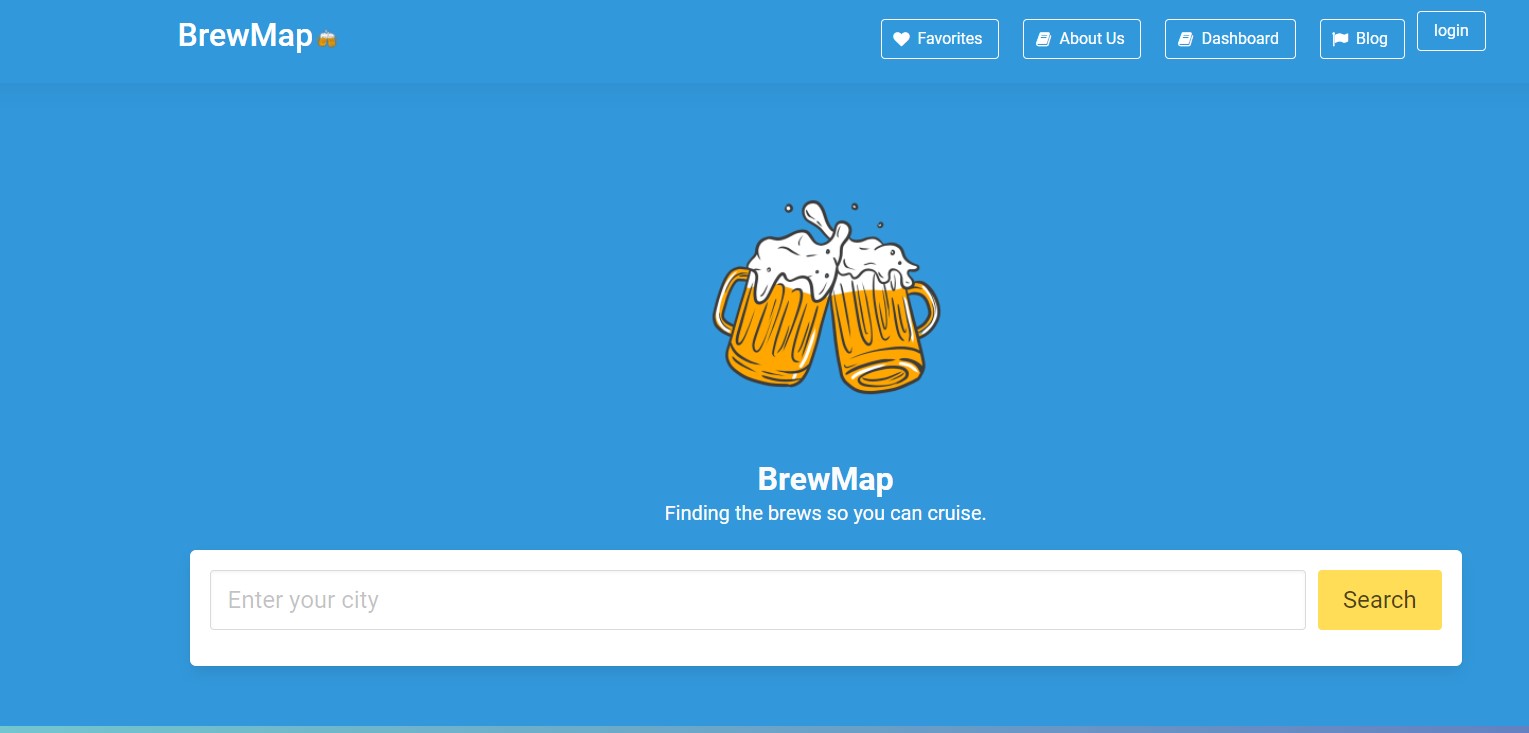 BrewMap
Favorites
About Us
Dashboard
Blog
login
BrewMap
Finding the brews so you can cruise.
Enter your city
Search